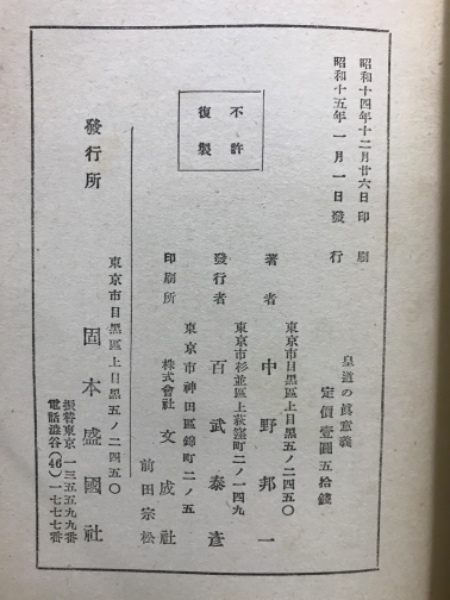 昭和十四年十二月廿六日印刷
昭和十五年一月一日發行
皇道の眞意義
定價壹圓五拾錢
不許
復製
東京市目黒區上目黒五ノ二四五〇
著者 中野邦一
東京市杉並區上荻窪町二ノ一四九
發行者 百武泰彥
東京市神田區錦町二ノ五
印刷所 株式會社 文成社
前田宗松
東京市目黒區上目黒五ノ二四五〇
發行所 固本盛國社
振替東京一三五五九九番
電話澁谷(46)一七七七番